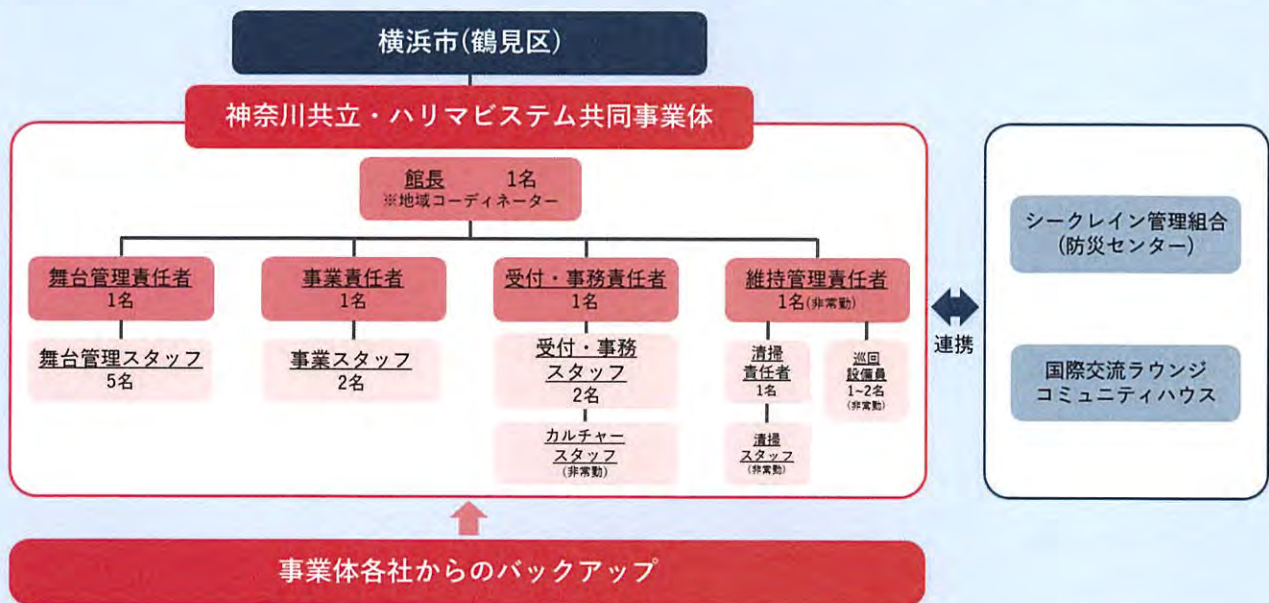 横浜市(鶴見区)
神奈川共立・ハリマビステム共同事業体
館長 1名
※地域コーディネーター
舞台管理責任者
1名
舞台管理スタッフ
5名
事業責任者
1名
事業スタッフ
2名
受付・事務責任者
1名
受付・事務
スタッフ
2名
カルチャー
スタッフ
(非常勤)
維持管理責任者
1名(非常勤)
清掃
責任者
1名
清掃
スタッフ
(非常勤)
巡回
設備員
1~2名
(非常勤)
連携
シークレイン管理組合
(防災センター)
国際交流ラウンジ
コミュニティハウス
事業体各社からのバックアップ